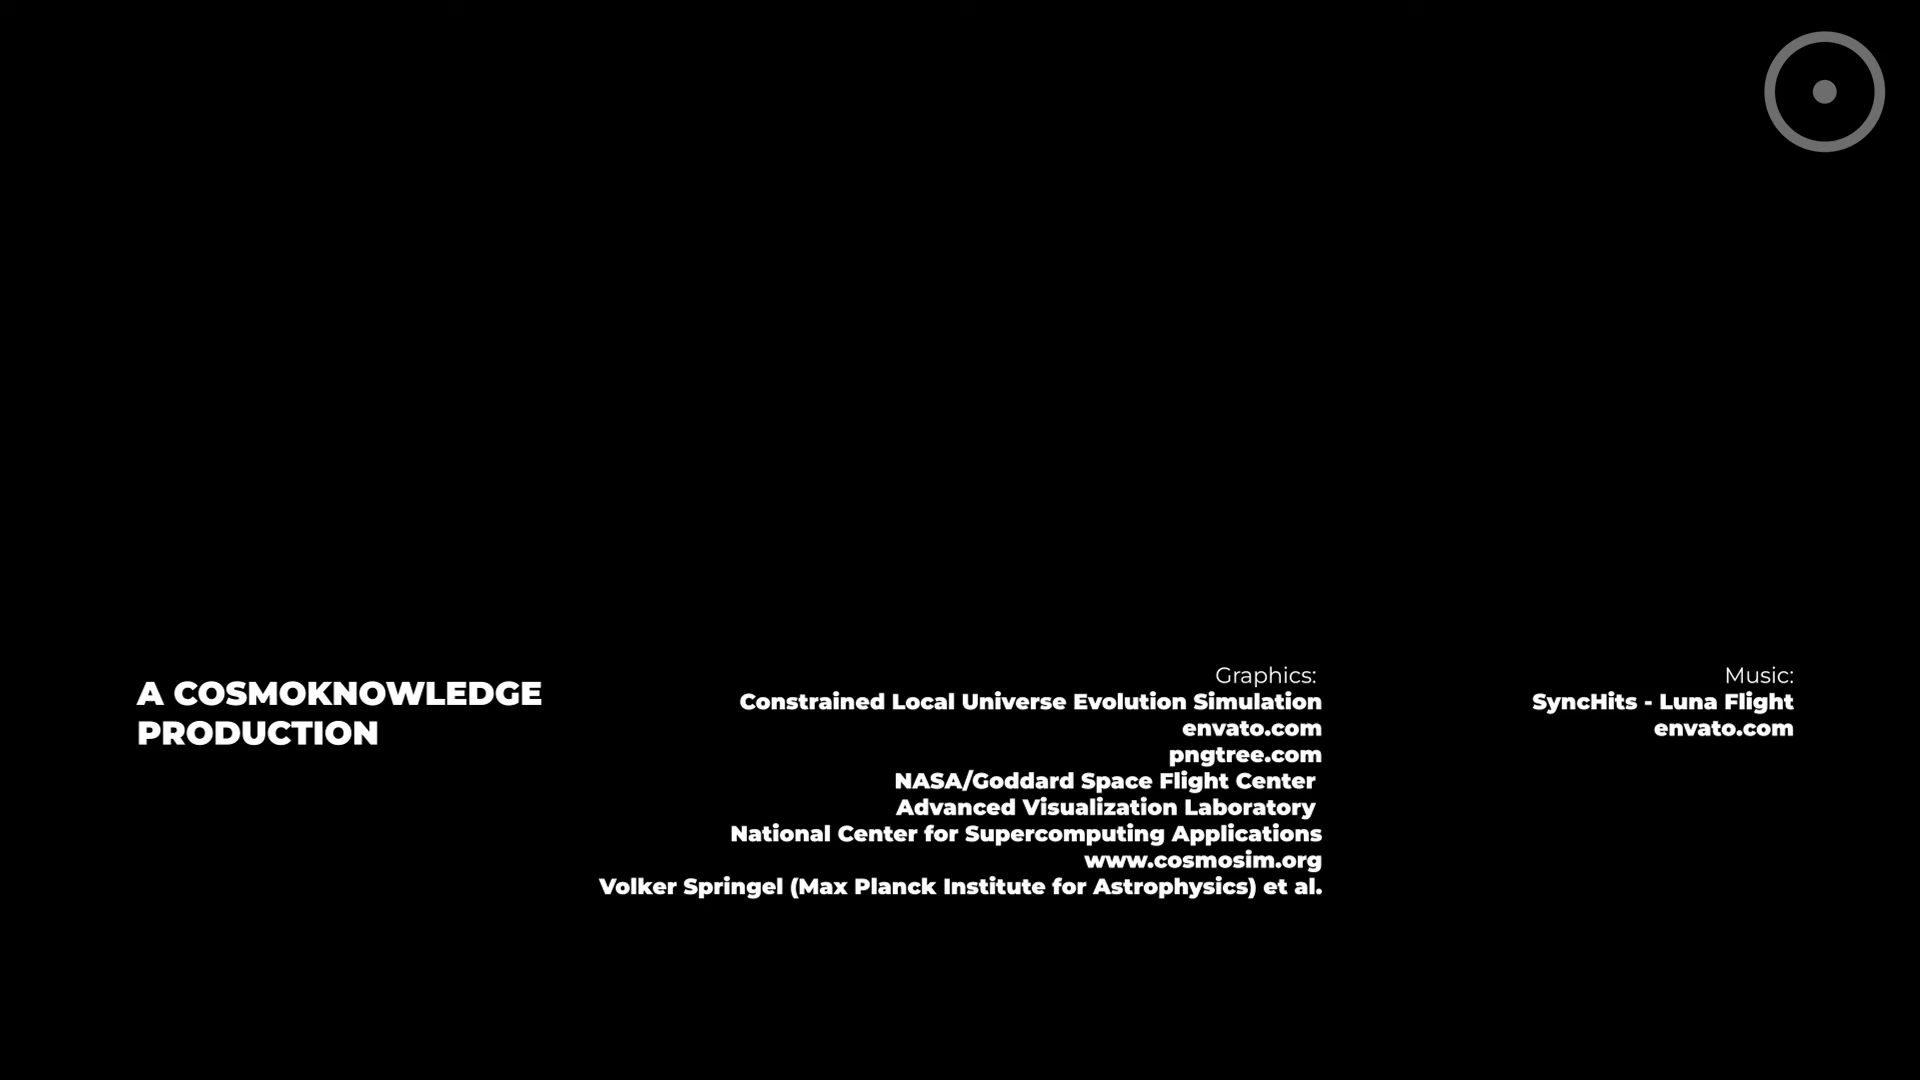 A COSMOKNOWLEDGE
PRODUCTION
Graphics:
Constrained Local Universe Evolution Simulation
envato.com
pngtree.com
NASA/Goddard Space Flight Center
Advanced Visualization Laboratory
National Center for Supercomputing Applications
www.cosmosim.org
Volker Springel (Max Planck Institute for Astrophysics) et al.
Music:
SyncHits - Luna Flight
envato.com